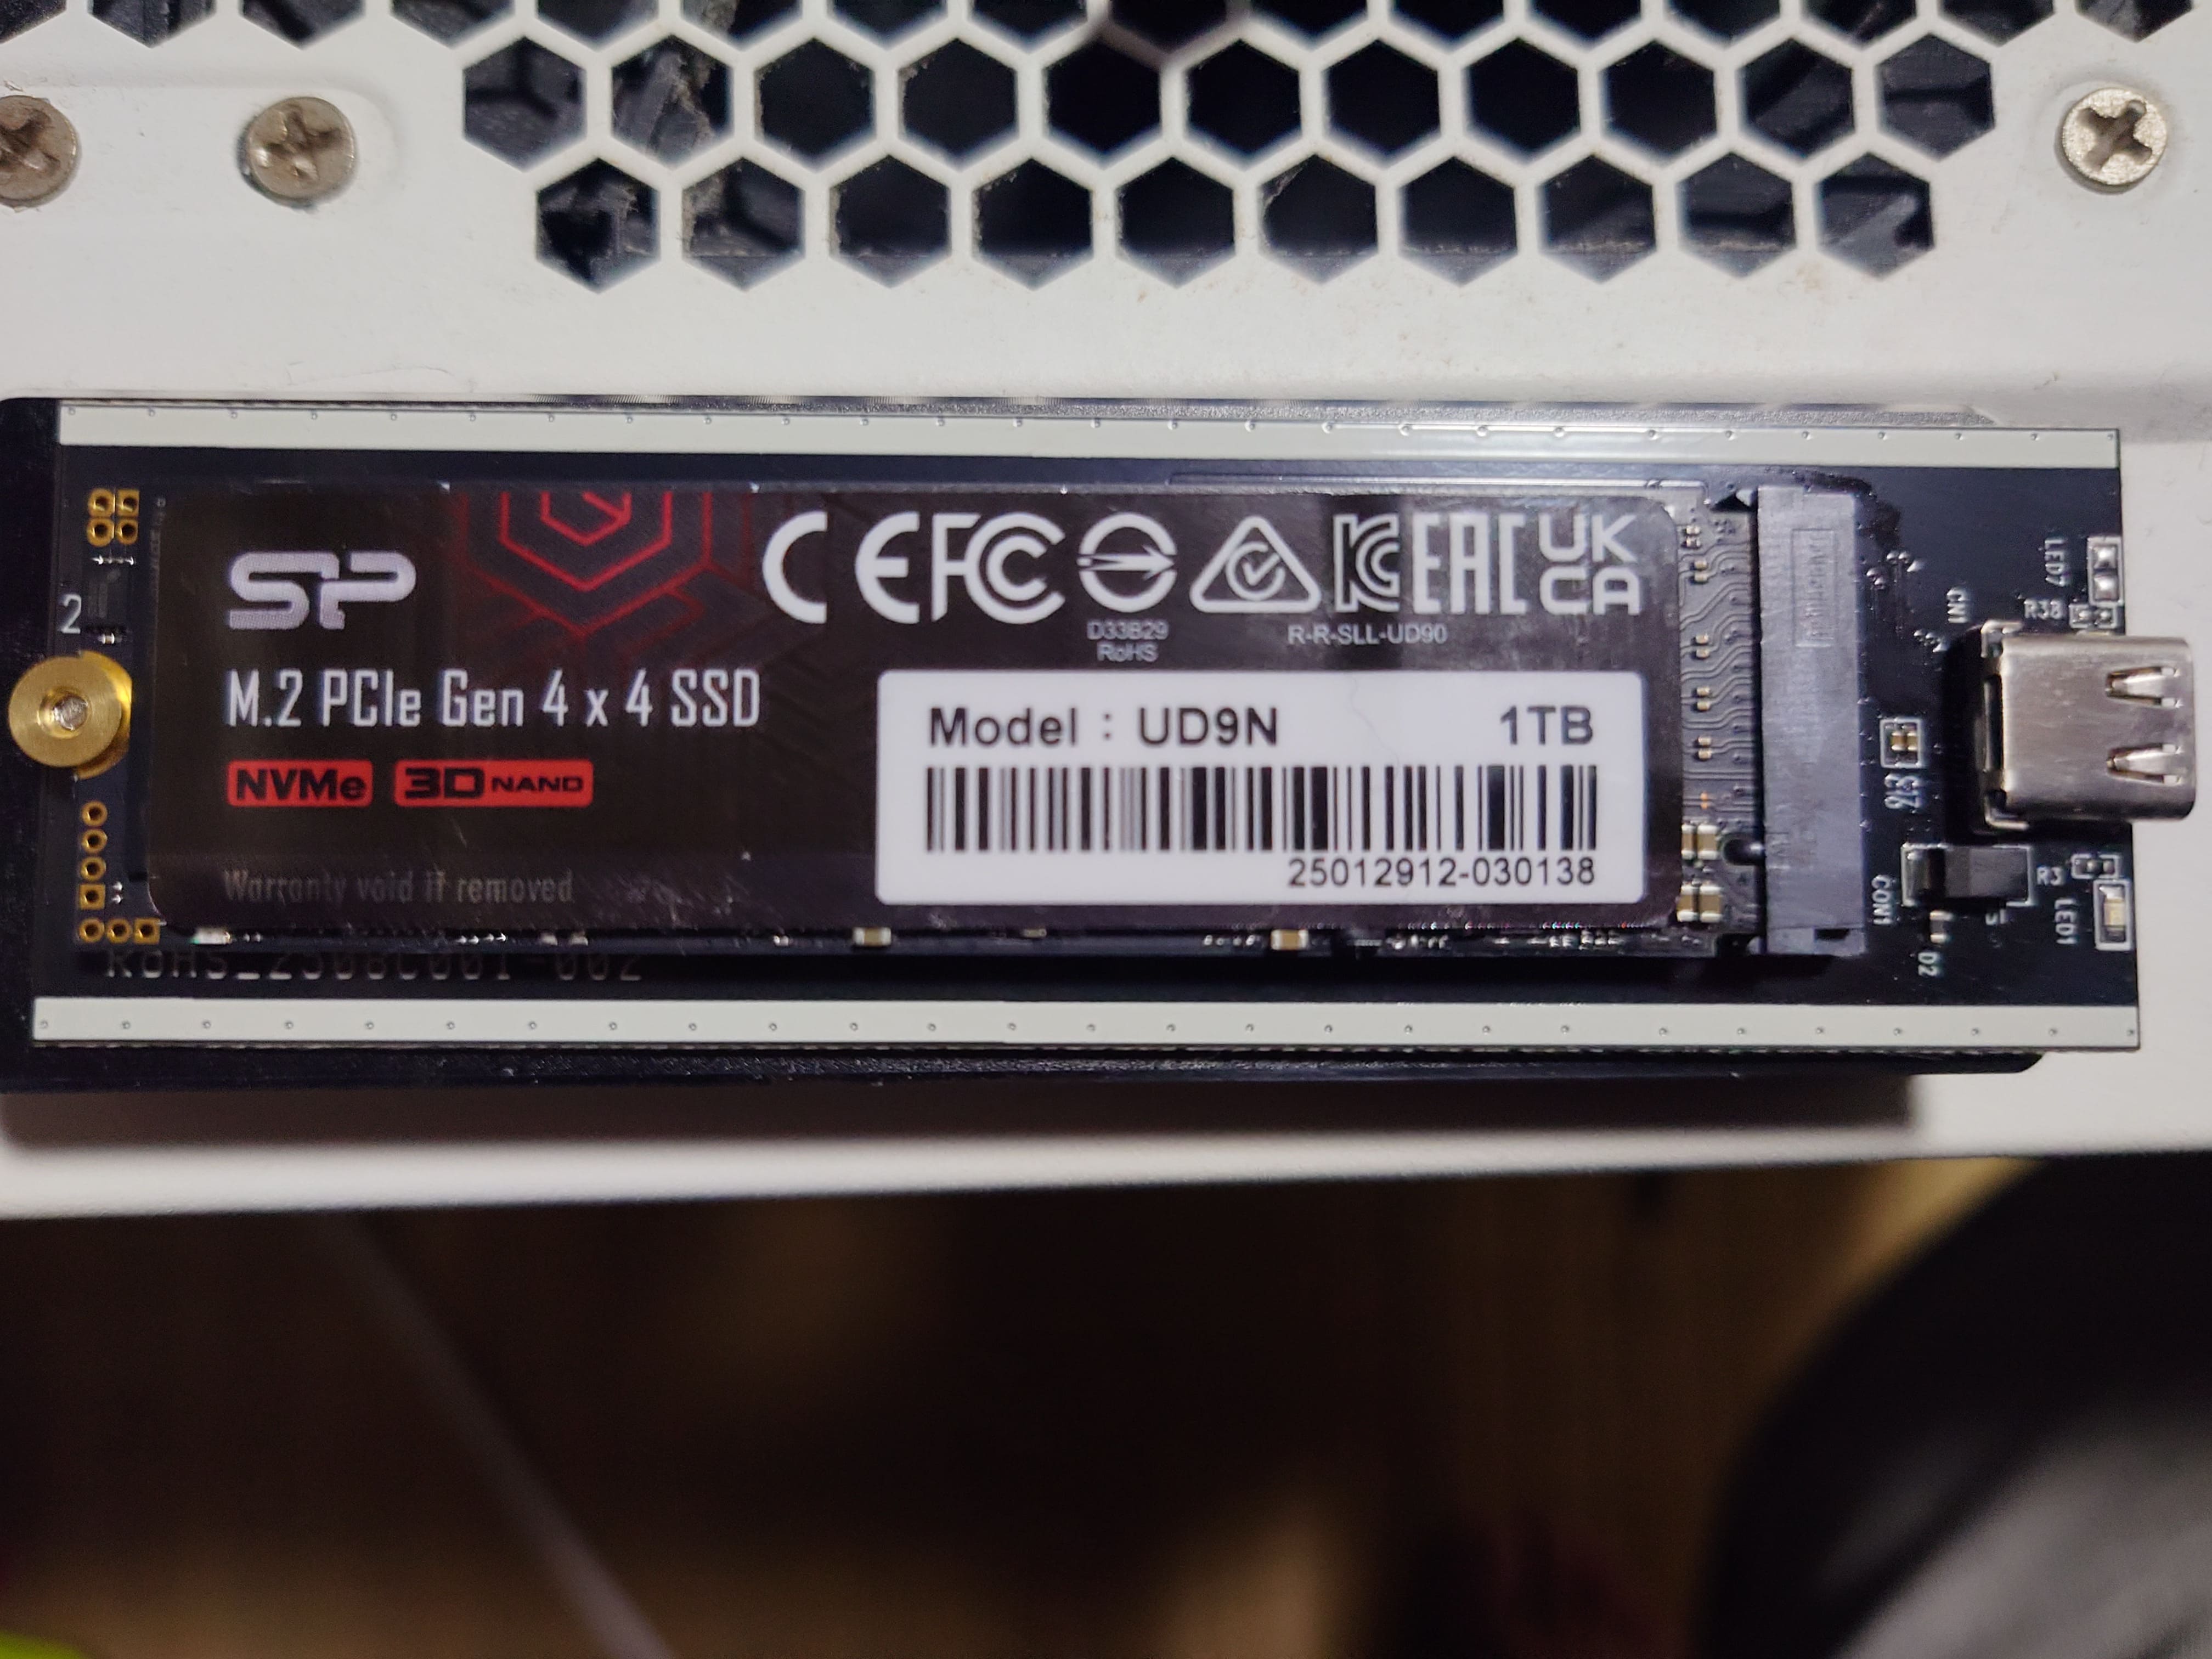 SP
CE FC EAC UK CA
D33B29
RoHS
R-R-SLL-UD90
M.2 PCIe Gen 4 x 4 SSD
NVMe 3D NAND
Model : UD9N 1TB
25012912-030138
Warranty void if removed
2
LED7
CN1
R38
CON1
R3
LED1
D2